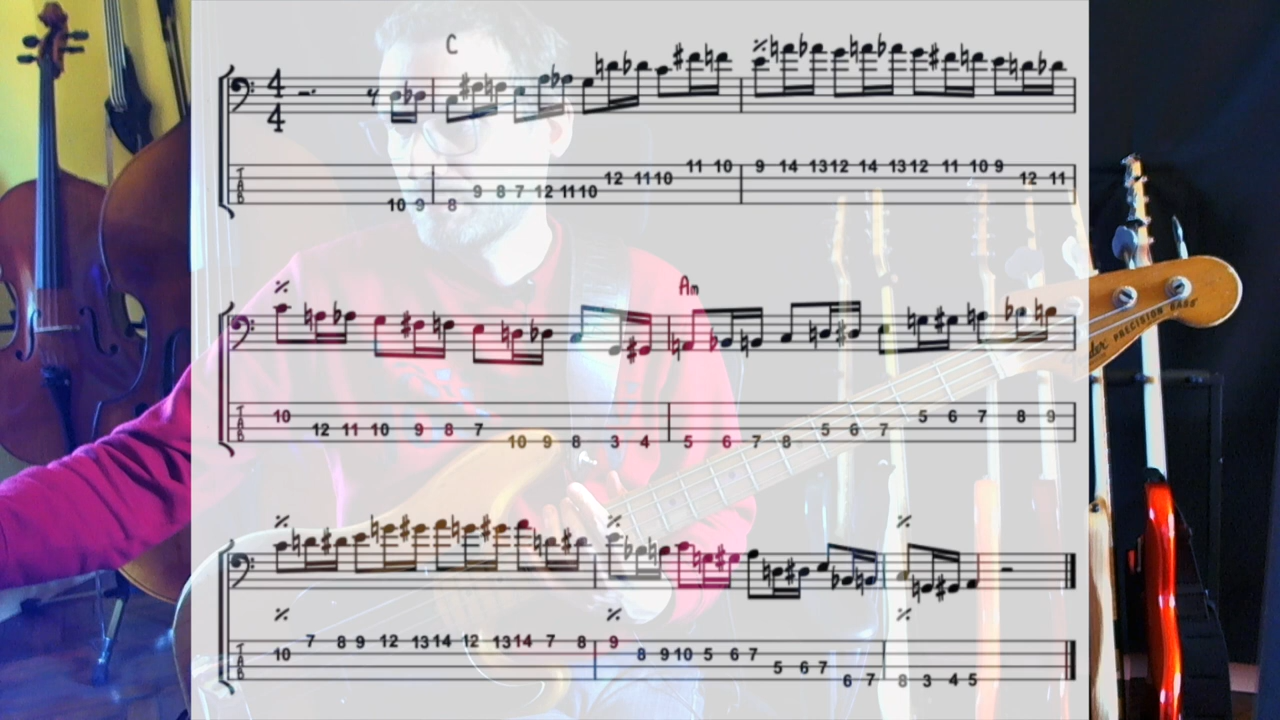 C
4
4
11 10 9 14 13 12 14 13 12 11 10 9
12 11 10 12 11
9 8 7 12 11 10
10 9 8
Am
10 5 6 7 8 9
12 11 10 9 8 7 5 6 7
10 9 8 3 4 5 6 7 8
PRECISION BASS
7 8 9 12 13 14 12 13 14 7 8 9
10 8 9 10 5 6 7
5 6 7
6 7 8 3 4 5